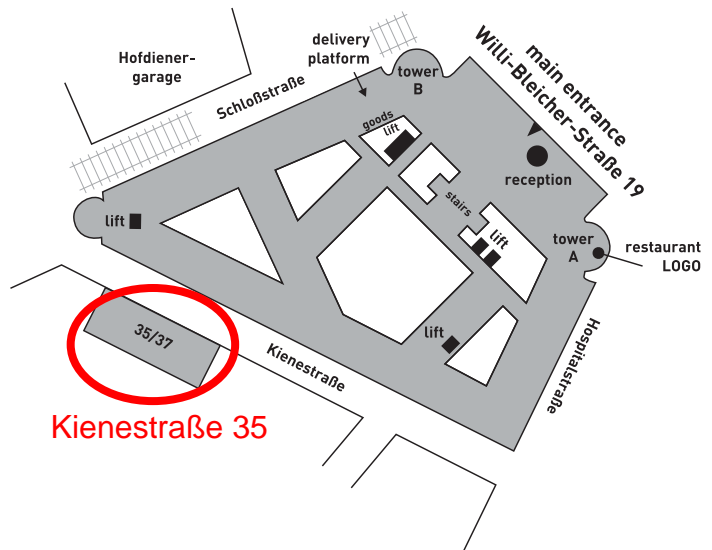 Hofdiener-
garage
delivery
platform
Schloßstraße
tower
B
main entrance
Willi-Bleicher-Straße 19
goods
lift
reception
stairs
lift
lift
tower
A
restaurant
LOGO
lift
35/37
Kienestraße
Hospitalstraße
Kienestraße 35